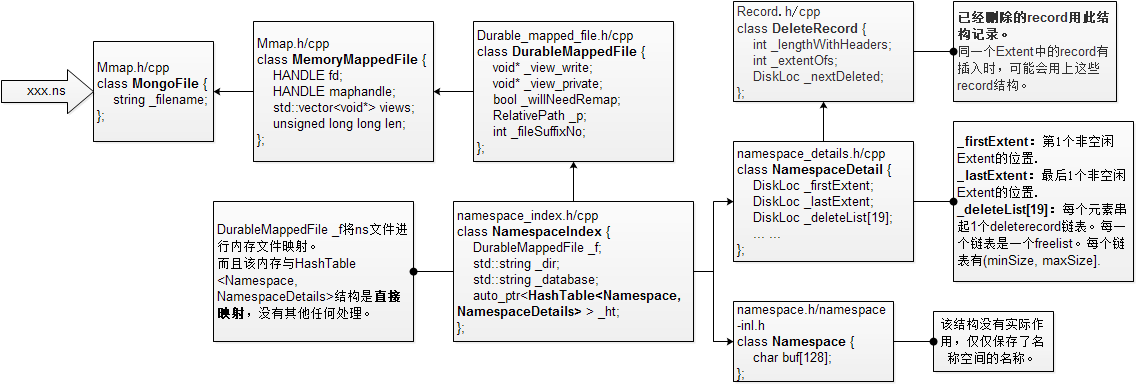 xxx.ns
Mmap.h/cpp
class MongoFile {
string _filename;
};
Mmap.h/cpp
class MemoryMappedFile {
HANDLE fd;
HANDLE maphandle;
std::vector<void*> views;
unsigned long long len;
};
Durable_mapped_file.h/cpp
class DurableMappedFile {
void* _view_write;
void* _view_private;
bool _willNeedRemap;
RelativePath _p;
int _fileSuffixNo;
};
Record. h/cpp
class DeleteRecord {
int _lengthWithHeaders;
int _extentOfs;
DiskLoc _nextDeleted;
};
已经删除的record用此结
构记录。
同一个Extent中的record有
插入时，可能会用上这些
record结构。
DurableMappedFile _f将ns文件进
行内存文件映射。
而且该内存与HashTable
<Namespace,
NamespaceDetails>结构是直接
映射，没有其他任何处理。
namespace_index.h/cpp
class NamespaceIndex {
DurableMappedFile _f;
std::string _dir;
std::string _database;
auto_ptr<HashTable<Namespace,
NamespaceDetails> > _ht;
};
namespace_details.h/cpp
class NamespaceDetail {
DiskLoc _firstExtent;
DiskLoc _lastExtent;
DiskLoc _deleteList[19];
... ...
};
_firstExtent：第1个非空闲
Extent的位置.
_lastExtent：最后1个非空闲
Extent的位置.
_deleteList[19]：每个元素串
起1个deleterecord链表。每一
个链表是一个freelist。每个链
表有(minSize, maxSize].
namespace.h/namespace
-inl.h
class Namespace {
char buf[128];
};
该结构没有实际作
用，仅仅保存了名
称空间的名称。